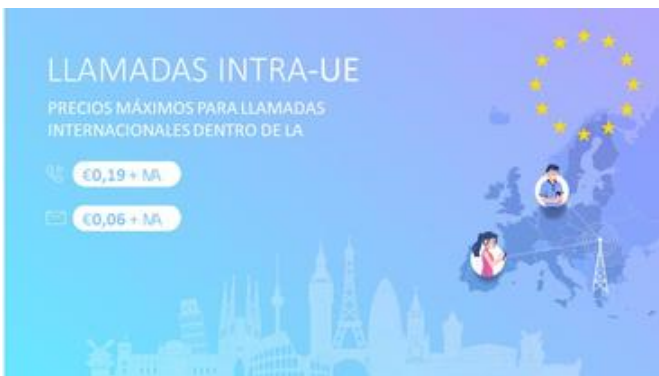 LLAMADAS INTRA-UE
PRECIOS MÁXIMOS PARA LLAMADAS
INTERNACIONALES DENTRO DE LA
€0,19 + IVA
€0,06 + IVA